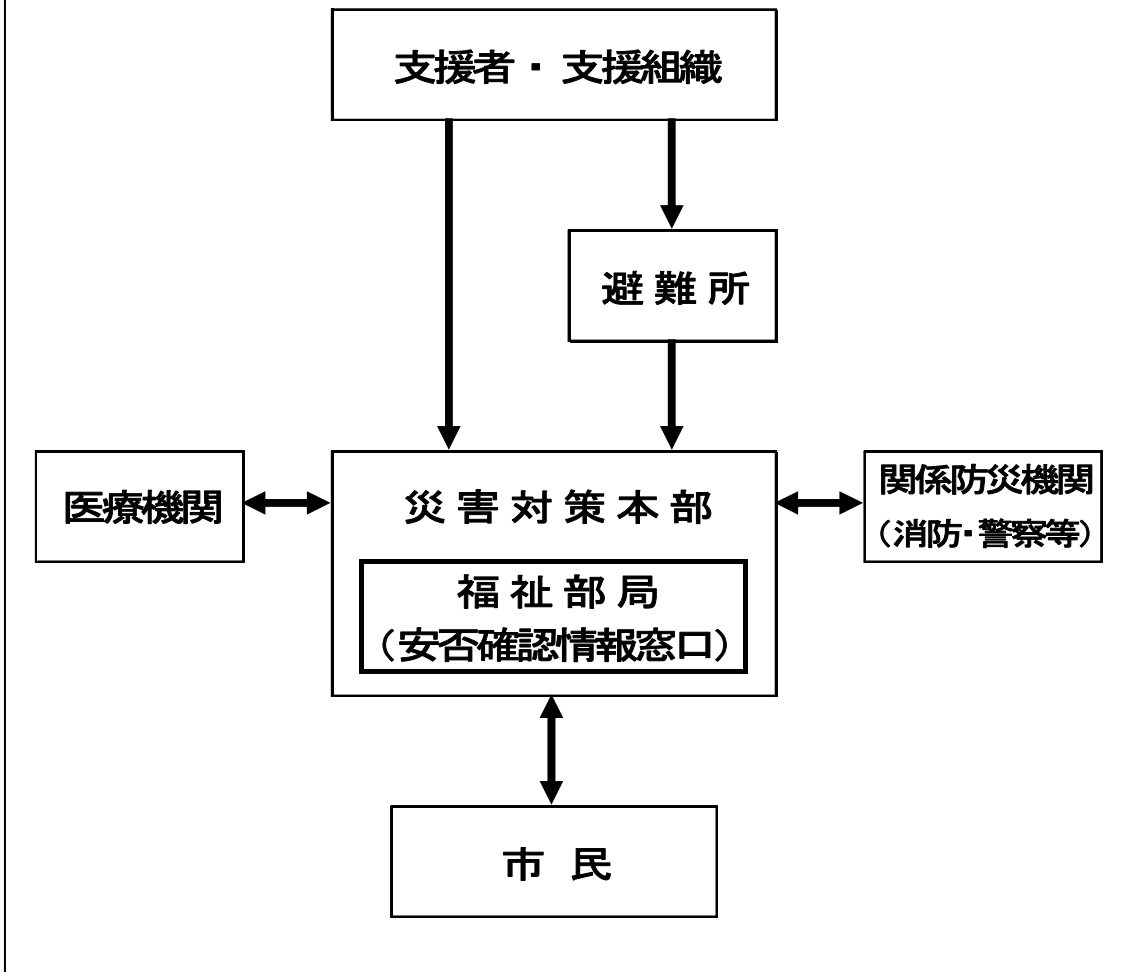 支援者・支援組織
避難所
医療機関
災害対策本部
関係防災機関
（消防・警察等）
福祉部局
（安否確認情報窓口）
市民